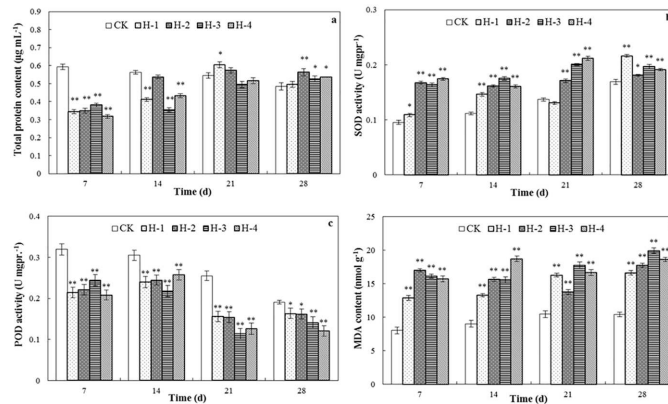 Total protein content (µg mL⁻¹)
0.8
0.7
0.6
0.5
0.4
0.3
0.2
0.1
0
CK H-1 H-2 H-3 H-4
a
** ** ** **
** ** **
*
** * *
7 14 21 28
Time (d)
SOD activity (U mgpr⁻¹)
0.3
0.2
0.1
0
CK H-1 H-2 H-3 H-4
b
* ** ** **
** ** ** **
** ** **
** * ** **
7 14 21 28
Time (d)
POD activity (U mgpr.⁻¹)
0.4
0.3
0.2
0.1
0
CK H-1 H-2 H-3 H-4
c
** ** ** **
** ** ** **
** ** ** **
* * ** **
7 14 21 28
Time (d)
MDA content (nmol g⁻¹)
25
20
15
10
5
0
CK H-1 H-2 H-3 H-4
** ** ** **
** ** ** **
** ** ** **
** ** ** **
7 14 21 28
Time (d)